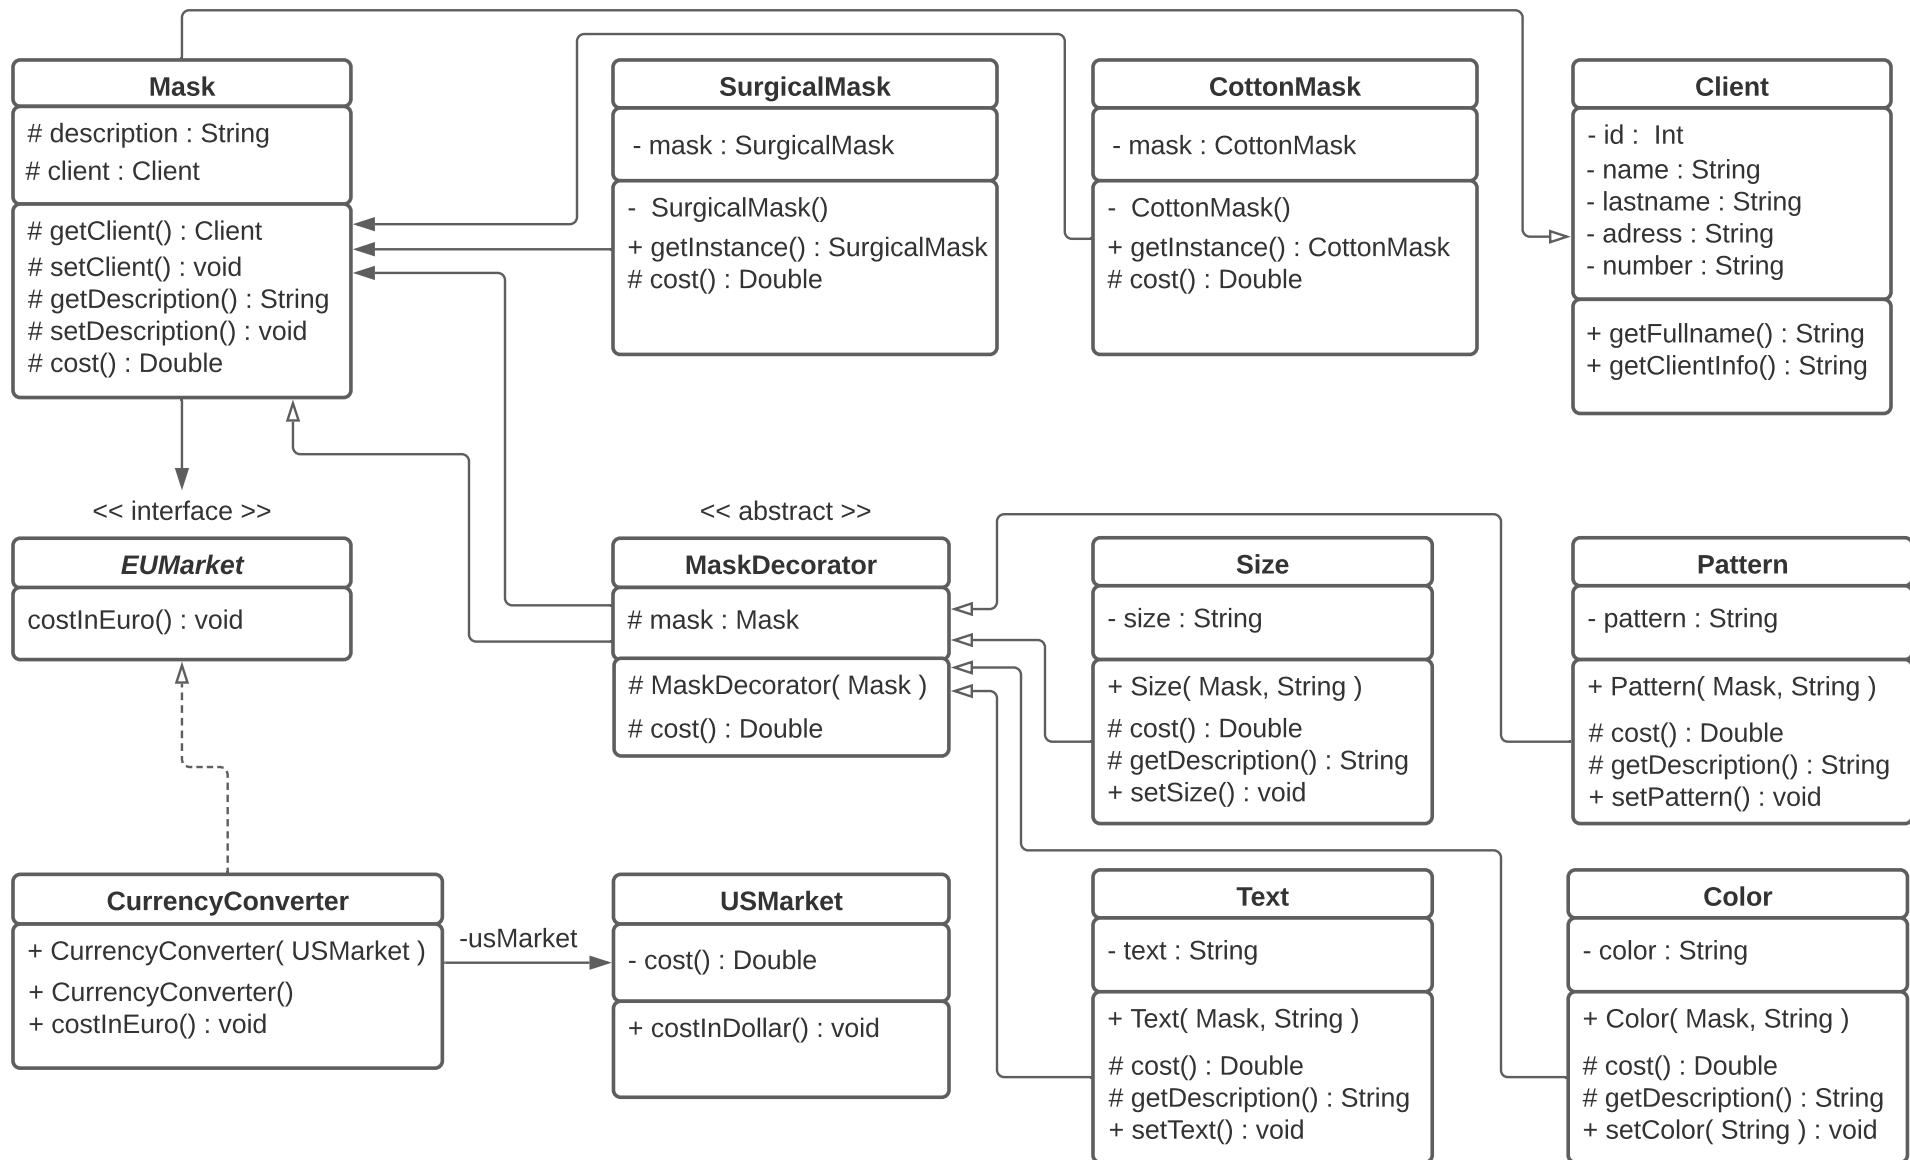 Mask
# description : String
# client : Client
# getClient() : Client
# setClient() : void
# getDescription() : String
# setDescription() : void
# cost() : Double
SurgicalMask
- mask : SurgicalMask
- SurgicalMask()
+ getInstance() : SurgicalMask
# cost() : Double
CottonMask
- mask : CottonMask
- CottonMask()
+ getInstance() : CottonMask
# cost() : Double
Client
- id : Int
- name : String
- lastname : String
- adress : String
- number : String
+ getFullname() : String
+ getClientInfo() : String
<< interface >>
EUMarket
costInEuro() : void
<< abstract >>
MaskDecorator
# mask : Mask
# MaskDecorator( Mask )
# cost() : Double
Size
- size : String
+ Size( Mask, String )
# cost() : Double
# getDescription() : String
+ setSize() : void
Pattern
- pattern : String
+ Pattern( Mask, String )
# cost() : Double
# getDescription() : String
+ setPattern() : void
CurrencyConverter
+ CurrencyConverter( USMarket )
+ CurrencyConverter()
+ costInEuro() : void
-usMarket
USMarket
- cost() : Double
+ costInDollar() : void
Text
- text : String
+ Text( Mask, String )
# cost() : Double
# getDescription() : String
+ setText() : void
Color
- color : String
+ Color( Mask, String )
# cost() : Double
# getDescription() : String
+ setColor( String ) : void